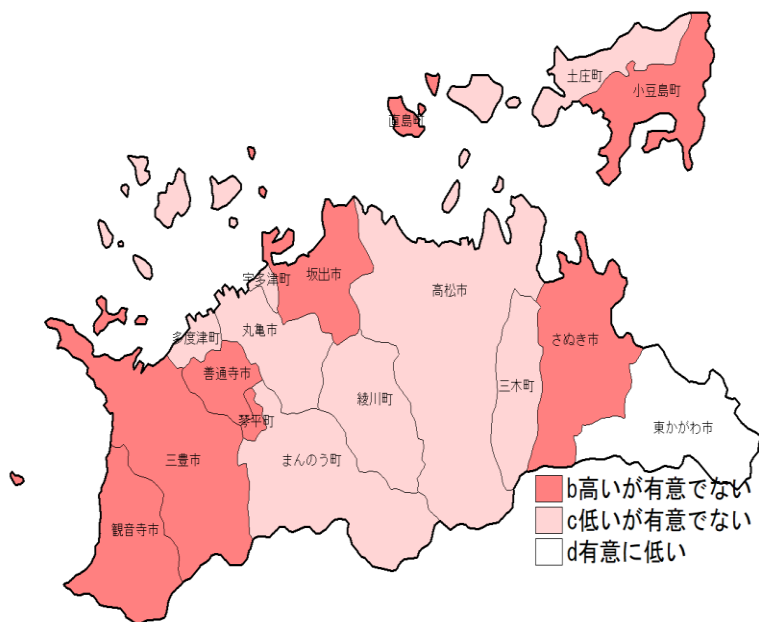 土庄町
小豆島町
直島町
宇多津町
坂出市
高松市
多度津町
丸亀市
さぬき市
善通寺市
三木町
綾川町
琴平町
東かがわ市
三豊市
まんのう町
観音寺市
b高いが有意でない
c低いが有意でない
d有意に低い